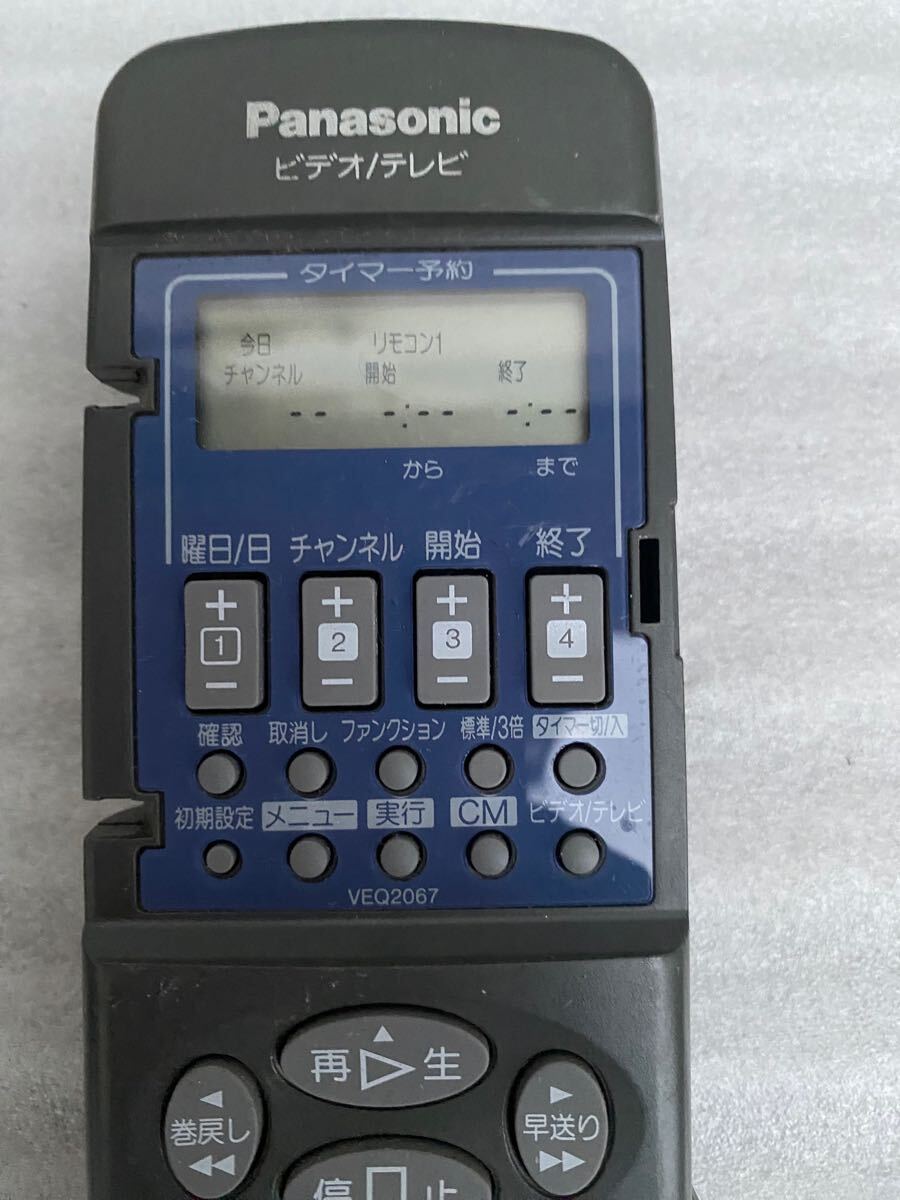 Panasonic
ビデオ/テレビ
タイマー予約
今日 リモコン1
チャンネル 開始 終了
-- -:-- -:--
から まで
曜日/日 チャンネル 開始 終了
+ + + +
1 2 3 4
- - - -
確認 取消し ファンクション 標準/3倍 タイマー切/入
初期設定 メニュー 実行 CM ビデオ/テレビ
VEQ2067
再 生
巻戻し 早送り
停 止